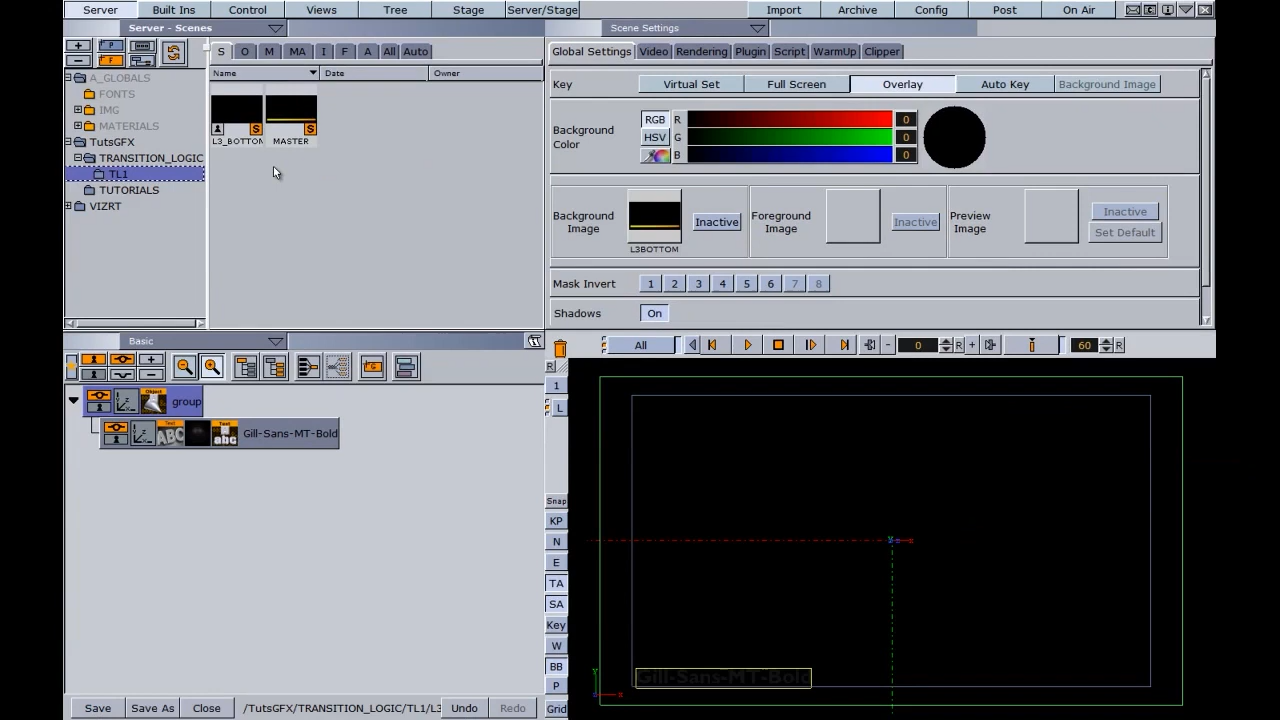 Server Built Ins Control Views Tree Stage Server/Stage Import Archive Config Post On Air
Server - Scenes
Scene Settings
S O M MA I F A All Auto
Global Settings Video Rendering Plugin Script WarmUp Clipper
Name Date Owner
A_GLOBALS
FONTS
IMG
MATERIALS
TutsGFX
TRANSITION_LOGIC
TL1
TUTORIALS
VIZRT
L3_BOTTOM MASTER
Key Virtual Set Full Screen Overlay Auto Key Background Image
Background Color
RGB
HSV
R 0
G 0
B 0
Background Image
L3BOTTOM
Inactive
Foreground Image
Inactive
Preview Image
Inactive
Set Default
Mask Invert 1 2 3 4 5 6 7 8
Shadows On
Basic
All 0 R 60 R
group
Gill-Sans-MT-Bold
R
1
L
Snap
KP
N
E
TA
SA
Key
W
BB
P
Grid
Gill-Sans-MT-Bold
Save Save As Close /TutsGFX/TRANSITION_LOGIC/TL1/L3 Undo Redo